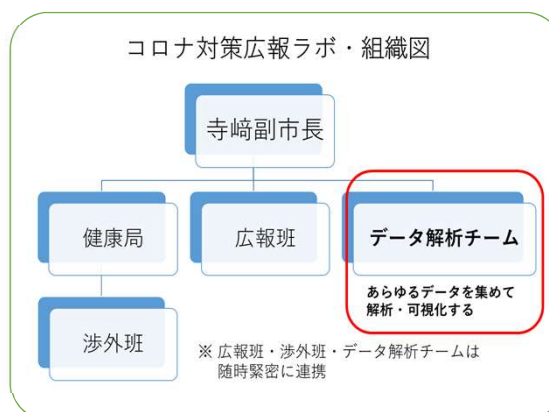 コロナ対策広報ラボ・組織図
寺﨑副市長
健康局
広報班
データ解析チーム
あらゆるデータを集めて
解析・可視化する
渉外班
※ 広報班・渉外班・データ解析チームは
随時緊密に連携